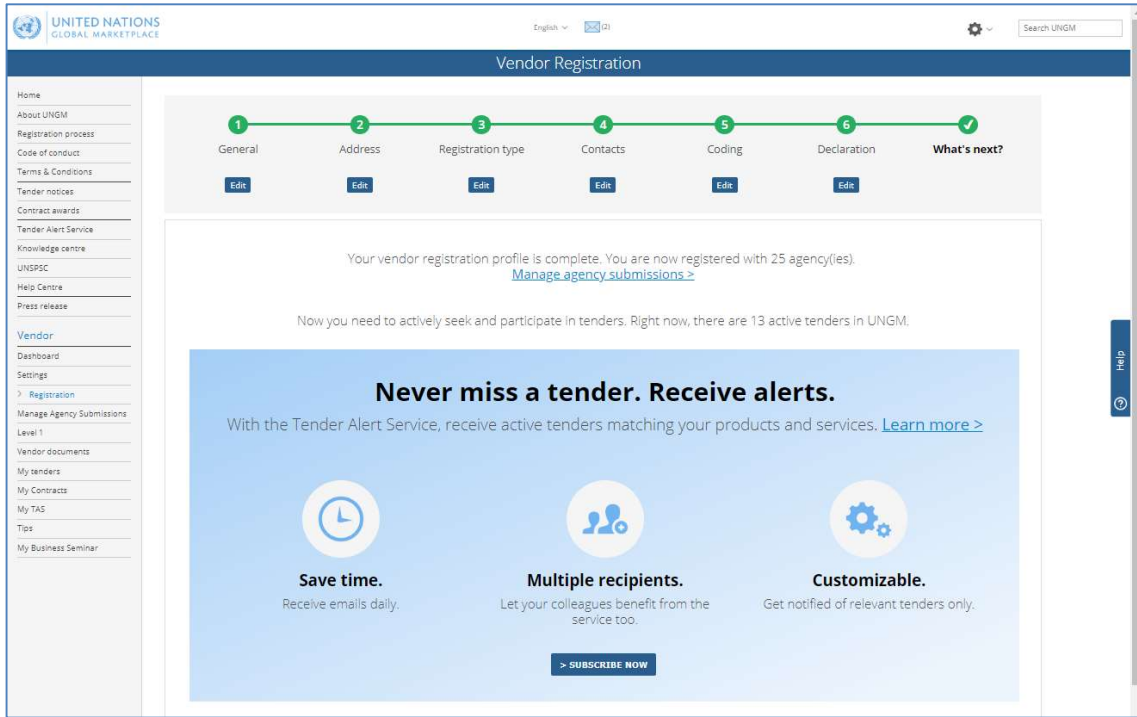 UNITED NATIONS
GLOBAL MARKETPLACE
English
(2)
Search UNGM
Vendor Registration
Home
About UNGM
Registration process
Code of conduct
Terms & Conditions
Tender notices
Contract awards
Tender Alert Service
Knowledge centre
UNSPSC
Help Centre
Press release
Vendor
Dashboard
Settings
> Registration
Manage Agency Submissions
Level 1
Vendor documents
My tenders
My Contracts
My TAS
Tips
My Business Seminar
1 2 3 4 5 6
General Address Registration type Contacts Coding Declaration What's next?
Edit Edit Edit Edit Edit Edit
Your vendor registration profile is complete. You are now registered with 25 agency(ies).
Manage agency submissions >
Now you need to actively seek and participate in tenders. Right now, there are 13 active tenders in UNGM.
Never miss a tender. Receive alerts.
With the Tender Alert Service, receive active tenders matching your products and services. Learn more >
Save time.
Receive emails daily.
Multiple recipients.
Let your colleagues benefit from the
service too.
Customizable.
Get notified of relevant tenders only.
> SUBSCRIBE NOW
Help
?